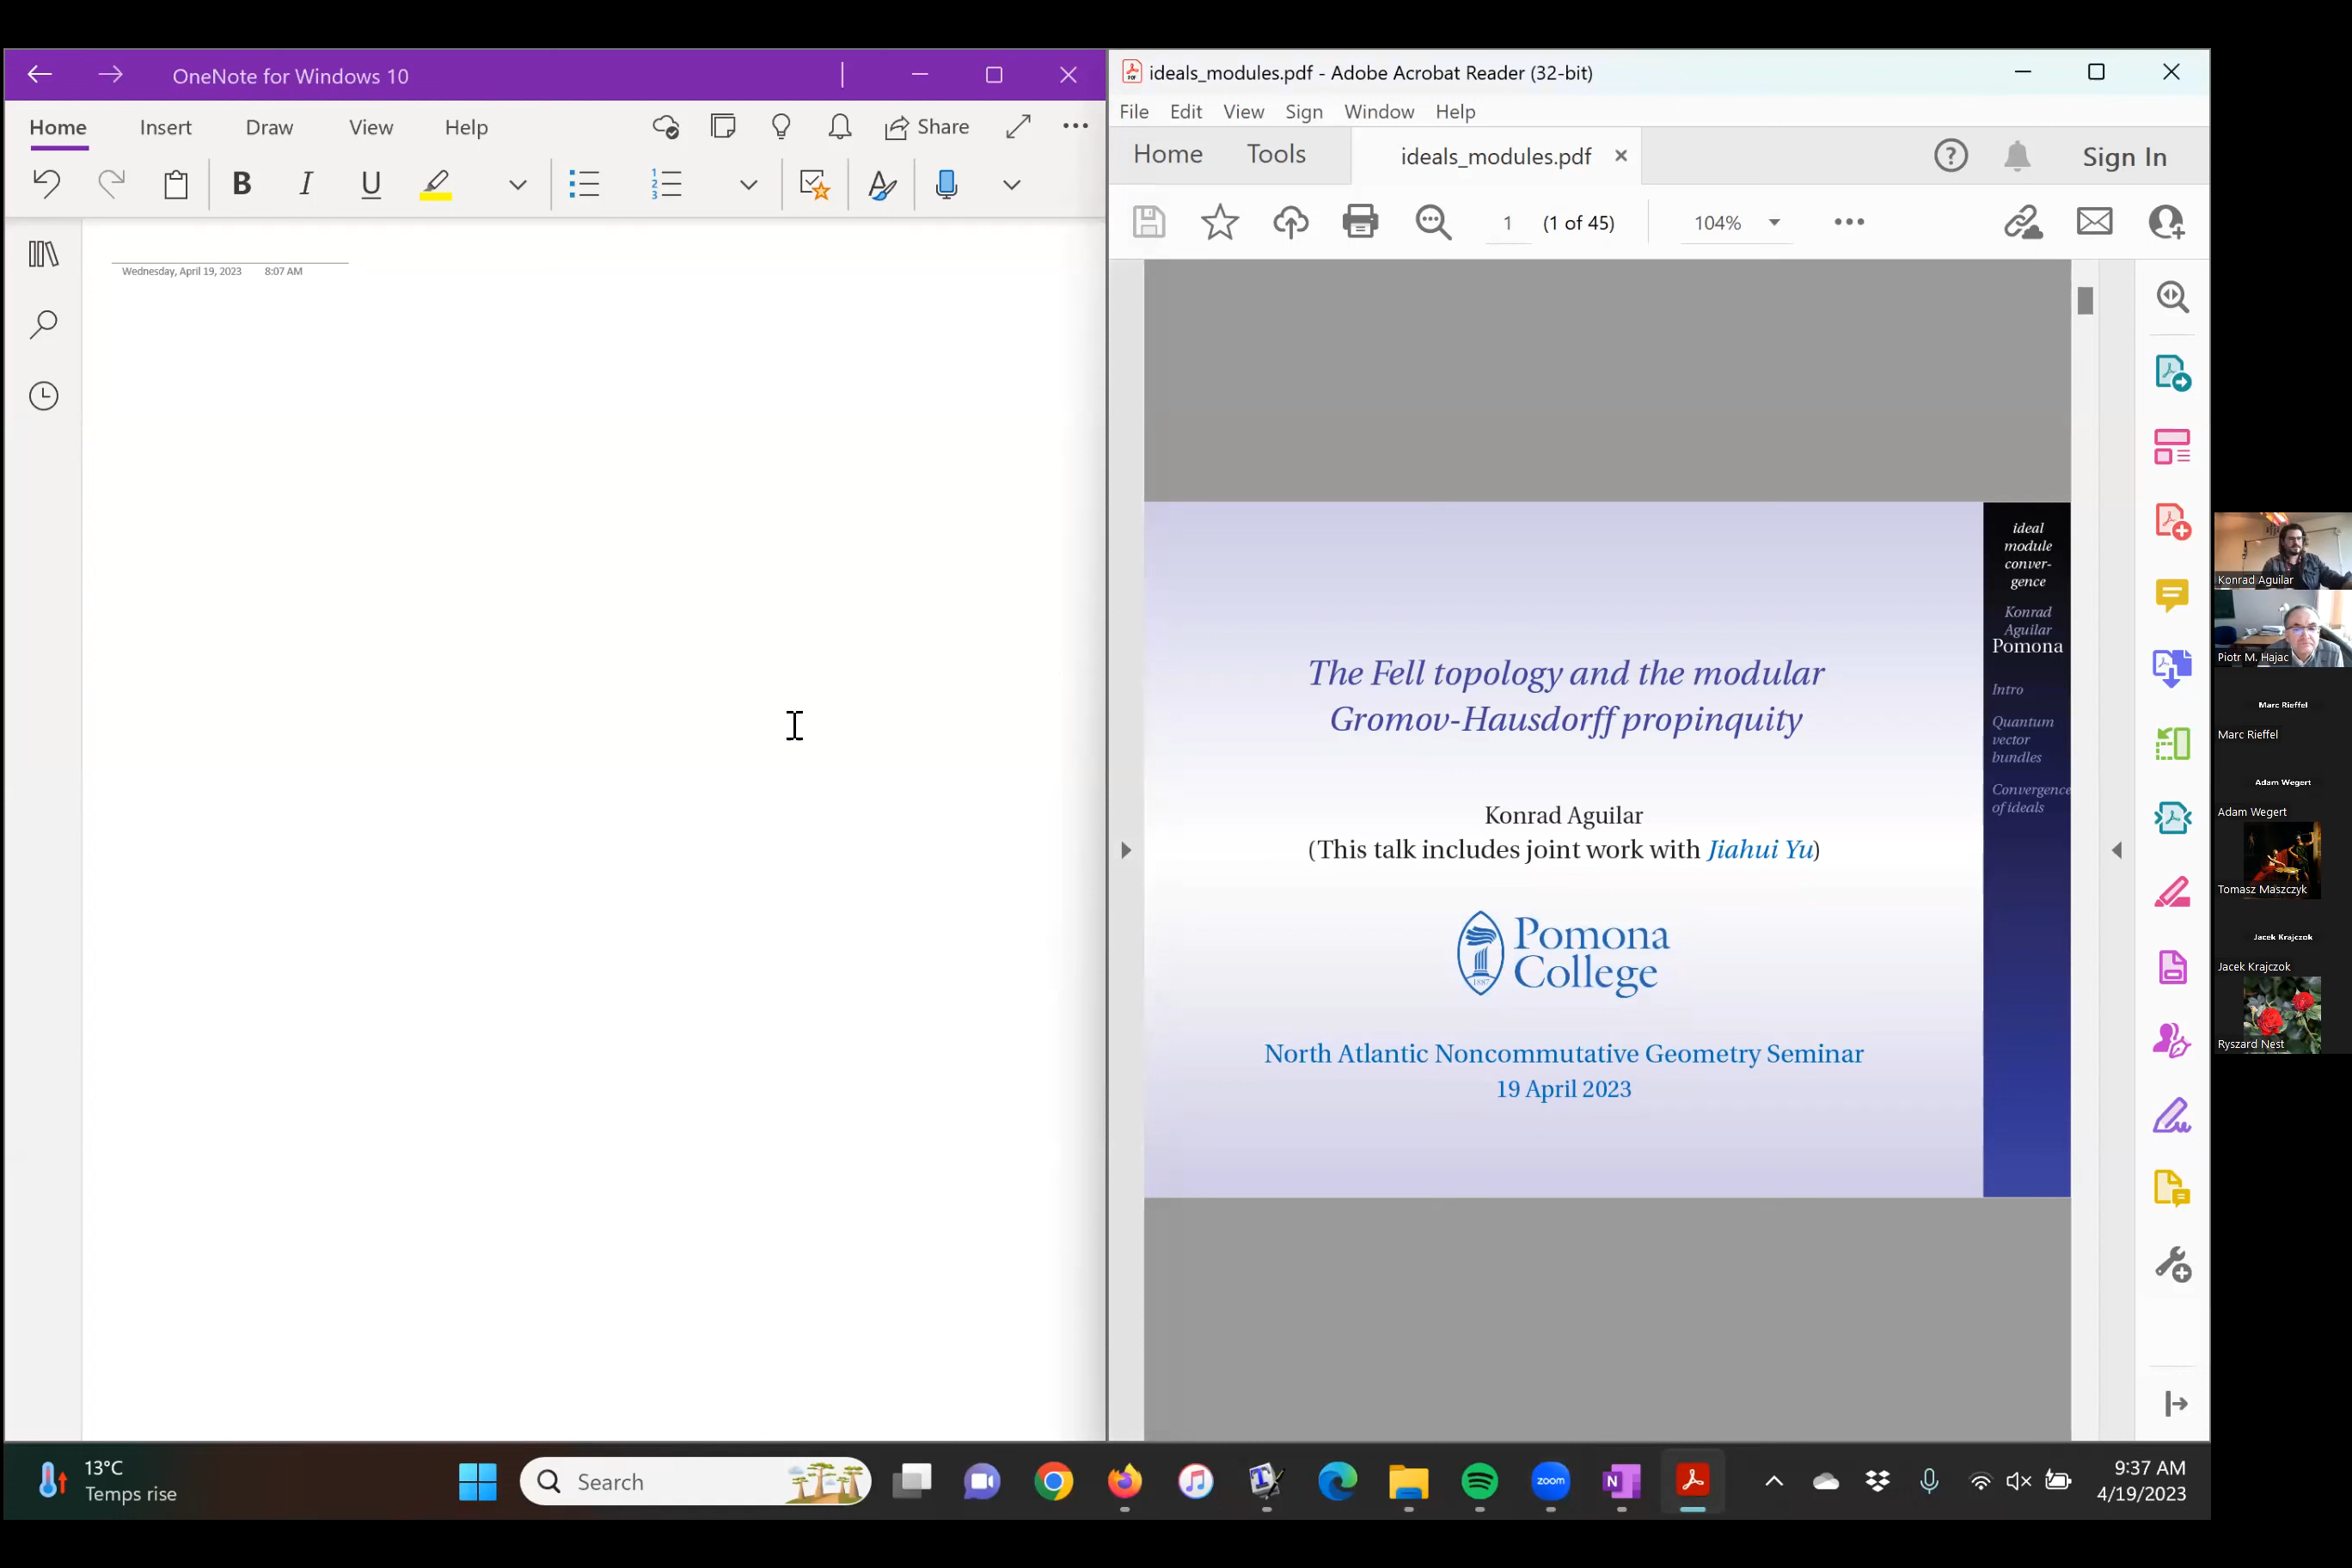 OneNote for Windows 10
Home Insert Draw View Help Share
B I U
Wednesday, April 19, 2023 8:07 AM
ideals_modules.pdf - Adobe Acrobat Reader (32-bit)
File Edit View Sign Window Help
Home Tools ideals_modules.pdf Sign In
1 (1 of 45) 104%
The Fell topology and the modular
Gromov-Hausdorff propinquity
Konrad Aguilar
(This talk includes joint work with Jiahui Yu)
1887
Pomona
College
North Atlantic Noncommutative Geometry Seminar
19 April 2023
ideal
module
conver-
gence
Konrad
Aguilar
Pomona
Intro
Quantum
vector
bundles
Convergence
of ideals
Konrad Aguilar
Piotr M. Hajac
Marc Rieffel
Marc Rieffel
Adam Wegert
Adam Wegert
Tomasz Maszczyk
Jacek Krajczok
Jacek Krajczok
Ryszard Nest
13°C
Temps rise
Search
zoom
N
9:37 AM
4/19/2023